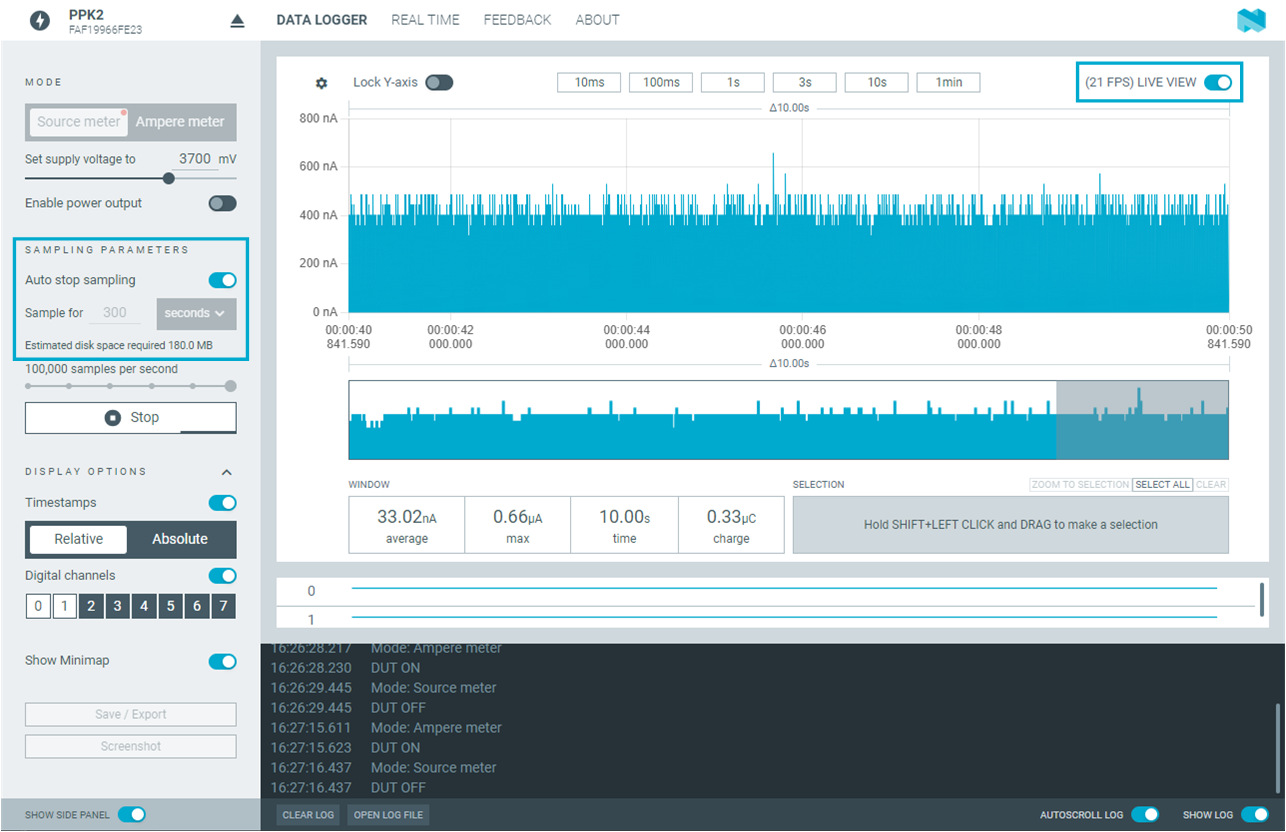 PPK2
FAF19966FE23
DATA LOGGER
REAL TIME
FEEDBACK
ABOUT
MODE
Source meter
Ampere meter
Set supply voltage to 3700 mV
Enable power output
SAMPLING PARAMETERS
Auto stop sampling
Sample for 300 seconds
Estimated disk space required 180.0 MB
100,000 samples per second
Stop
DISPLAY OPTIONS
Timestamps
Relative
Absolute
Digital channels
0 1 2 3 4 5 6 7
Show Minimap
Save / Export
Screenshot
SHOW SIDE PANEL
Lock Y-axis
10ms
100ms
1s
3s
10s
1min
(21 FPS) LIVE VIEW
Δ10.00s
800 nA
600 nA
400 nA
200 nA
0 nA
00:00:40 00:00:42 00:00:44 00:00:46 00:00:48 00:00:50
841.590 000.000 000.000 000.000 000.000 841.590
Δ10.00s
WINDOW
33.02nA
average
0.66μA
max
10.00s
time
0.33μC
charge
SELECTION
ZOOM TO SELECTION
SELECT ALL
CLEAR
Hold SHIFT+LEFT CLICK and DRAG to make a selection
0
1
16:26:28.217 Mode: Ampere meter
16:26:28.230 DUT ON
16:26:29.445 Mode: Source meter
16:26:29.445 DUT OFF
16:27:15.611 Mode: Ampere meter
16:27:15.623 DUT ON
16:27:16.437 Mode: Source meter
16:27:16.437 DUT OFF
CLEAR LOG
OPEN LOG FILE
AUTOSCROLL LOG
SHOW LOG